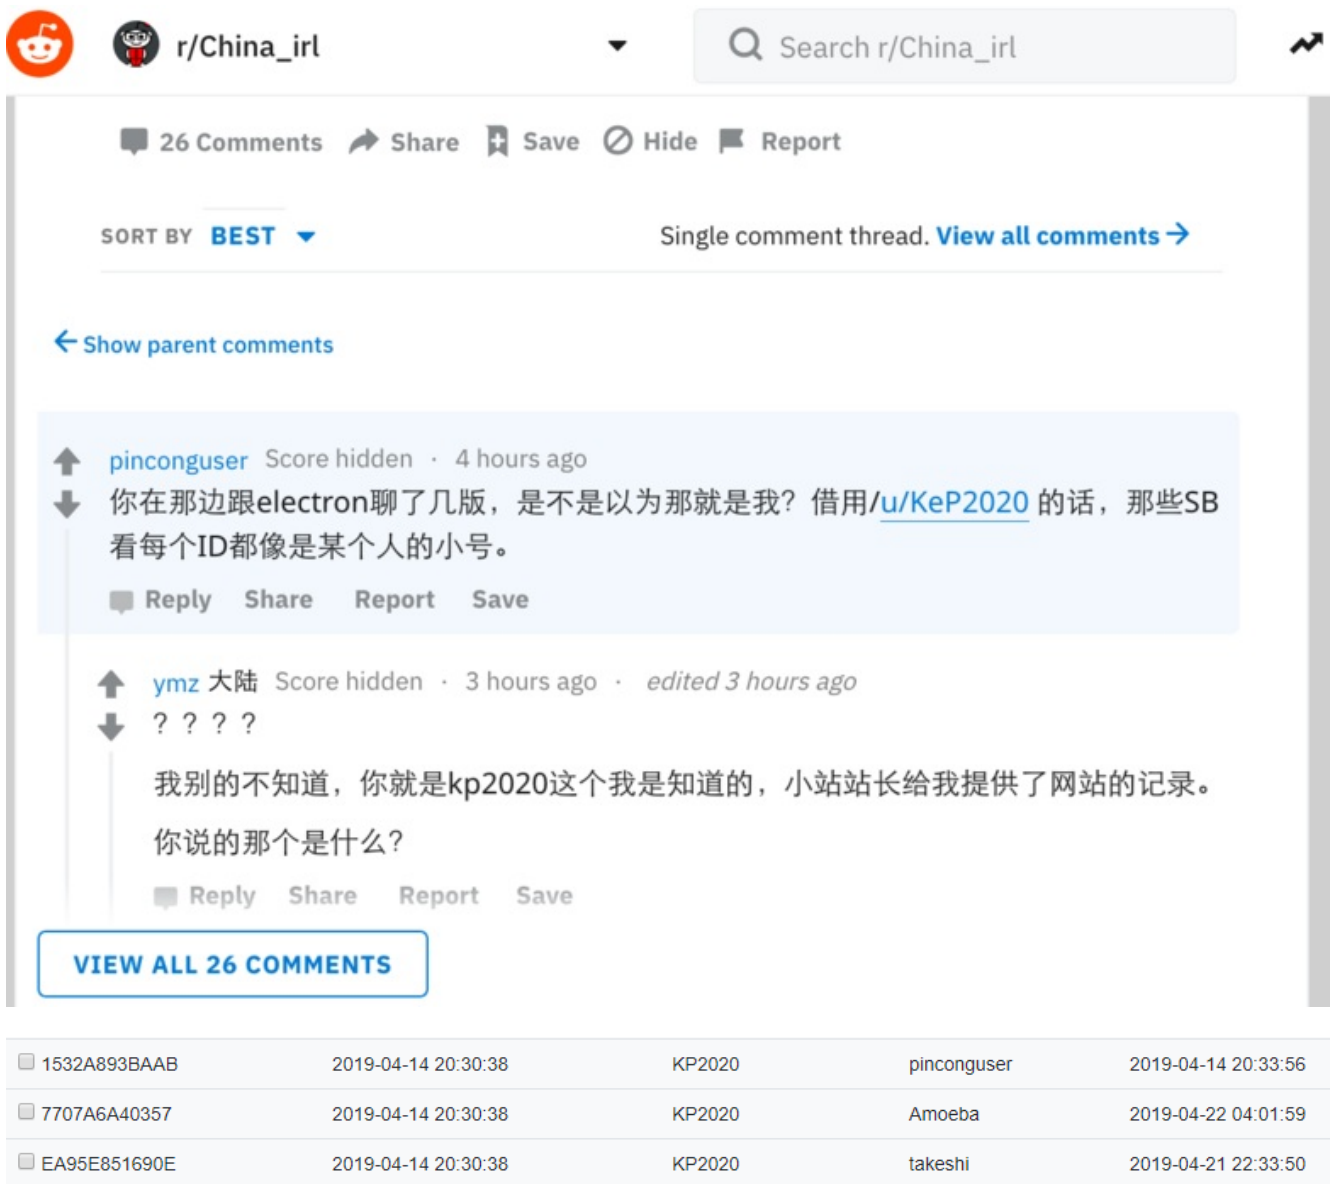 r/China_irl
Search r/China_irl
26 Comments Share Save Hide Report
SORT BY BEST
Single comment thread. View all comments →
← Show parent comments
pinconguser Score hidden · 4 hours ago
你在那边跟electron聊了几版，是不是以为那就是我？借用/u/KeP2020 的话，那些SB
看每个ID都像是某个人的小号。
Reply Share Report Save
ymz 大陆 Score hidden · 3 hours ago · edited 3 hours ago
？？？？
我别的不知道，你就是kp2020这个我是知道的，小站站长给我提供了网站的记录。
你说的那个是什么？
Reply Share Report Save
VIEW ALL 26 COMMENTS
1532A893BAAB 2019-04-14 20:30:38 KP2020 pinconguser 2019-04-14 20:33:56
7707A6A40357 2019-04-14 20:30:38 KP2020 Amoeba 2019-04-22 04:01:59
EA95E851690E 2019-04-14 20:30:38 KP2020 takeshi 2019-04-21 22:33:50